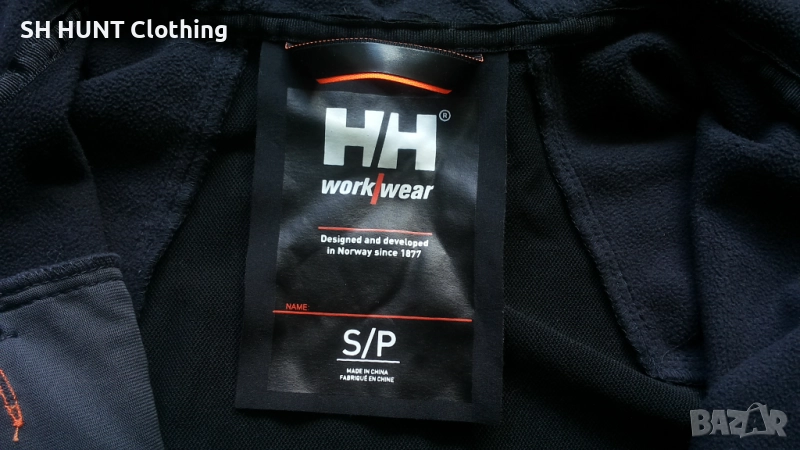 SH HUNT Clothing
H/H®
work/wear
Designed and developed
in Norway since 1877
NAME:
S/P
MADE IN CHINA
FABRIQUÉ EN CHINE
BAZAR